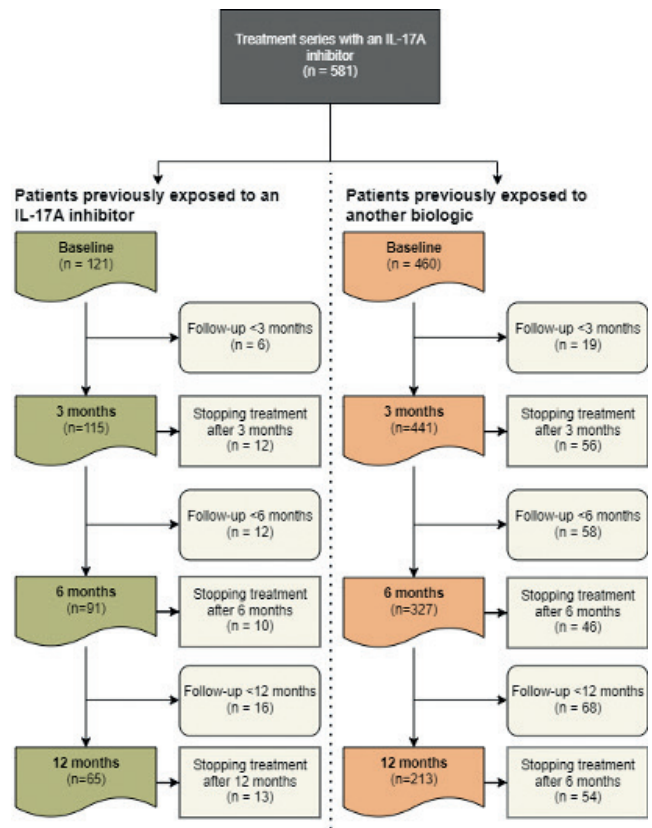 Treatment series with an IL-17A
inhibitor
(n = 581)
Patients previously exposed to an
IL-17A inhibitor
Baseline
(n = 121)
Follow-up <3 months
(n = 6)
3 months
(n=115)
Stopping treatment
after 3 months
(n = 12)
Follow-up <6 months
(n = 12)
6 months
(n=91)
Stopping treatment
after 6 months
(n = 10)
Follow-up <12 months
(n = 16)
12 months
(n=65)
Stopping treatment
after 12 months
(n = 13)
Patients previously exposed to
another biologic
Baseline
(n = 460)
Follow-up <3 months
(n = 19)
3 months
(n=441)
Stopping treatment
after 3 months
(n = 56)
Follow-up <6 months
(n = 58)
6 months
(n=327)
Stopping treatment
after 6 months
(n = 46)
Follow-up <12 months
(n = 68)
12 months
(n=213)
Stopping treatment
after 6 months
(n = 54)